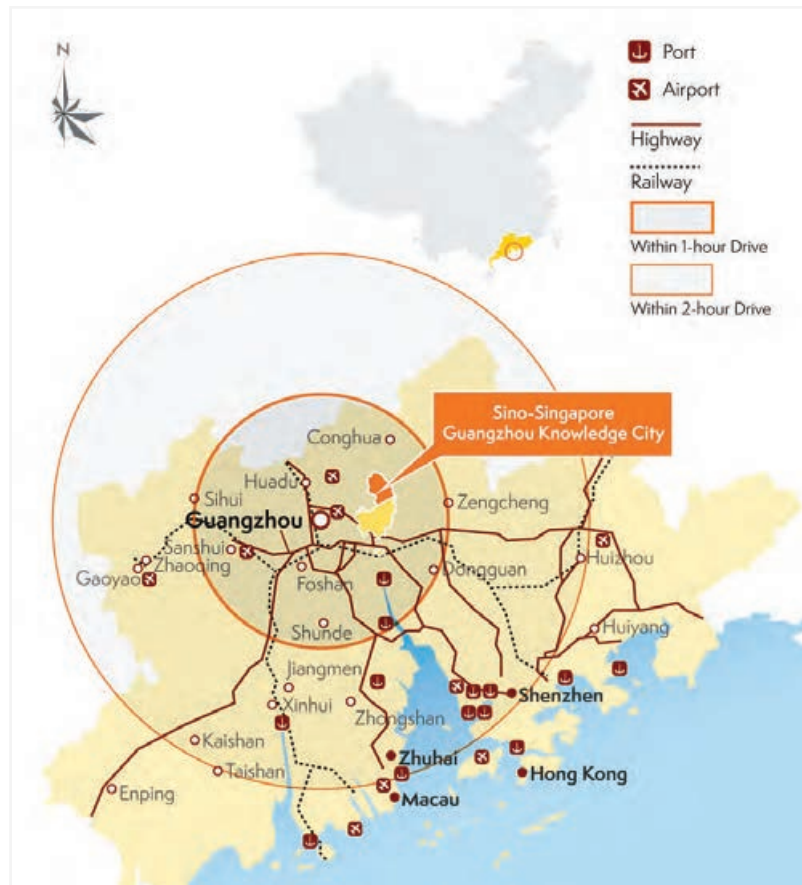 N
Port
Airport
Highway
Railway
Within 1-hour Drive
Within 2-hour Drive
Sino-Singapore
Guangzhou Knowledge City
Conghua
Huadu
Sihui
Zengcheng
Guangzhou
Sanshui
Zhaoqing
Gaoyao
Foshan
Dongguan
Huizhou
Shunde
Huiyang
Jiangmen
Xinhui
Zhongshan
Shenzhen
Kaishan
Zhuhai
Taishan
Hong Kong
Enping
Macau